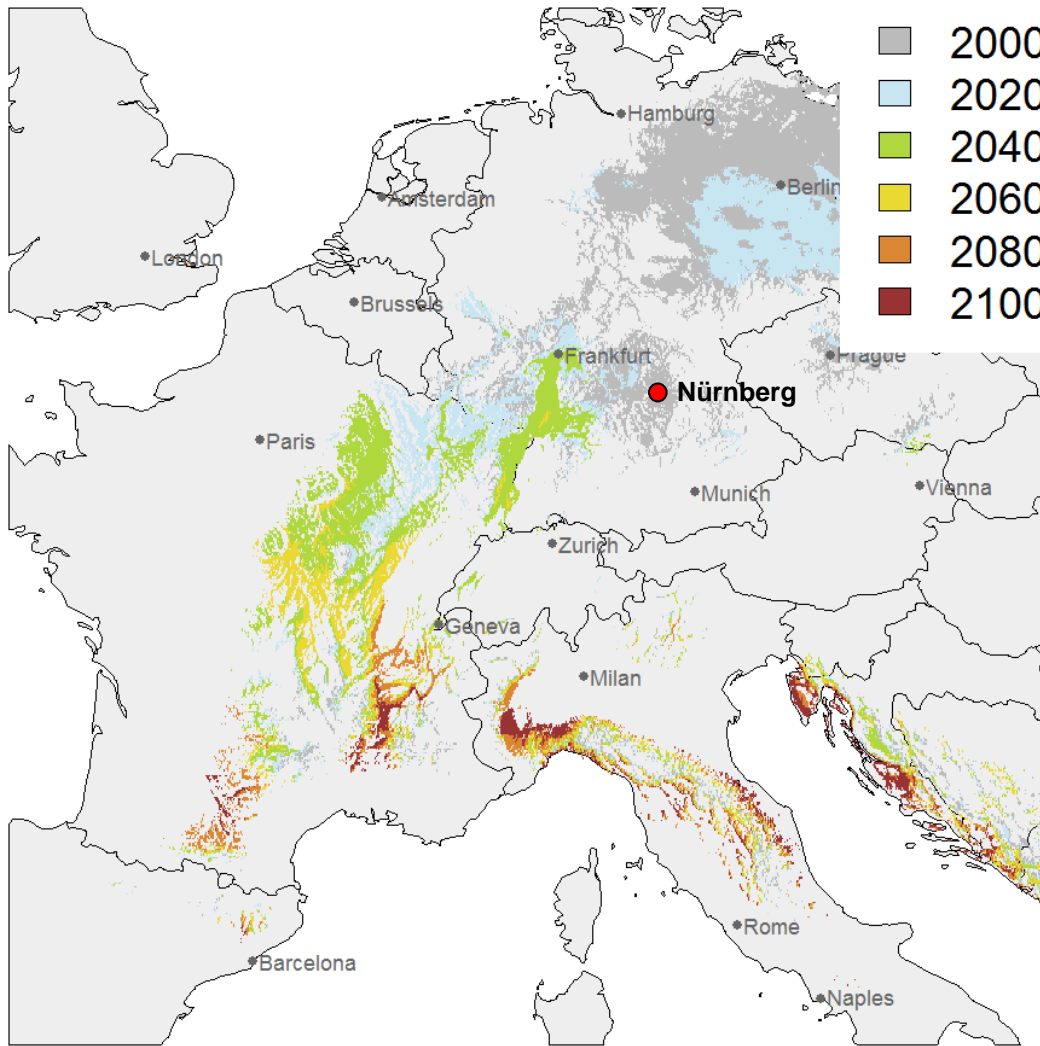 2000
Hamburg
2020
2040
Berlin
Amsterdam
2060
London
2080
Brussels
2100
Frankfurt
Prague
Nürnberg
Paris
Munich
Vienna
Zurich
Geneva
Milan
Rome
Barcelona
Naples